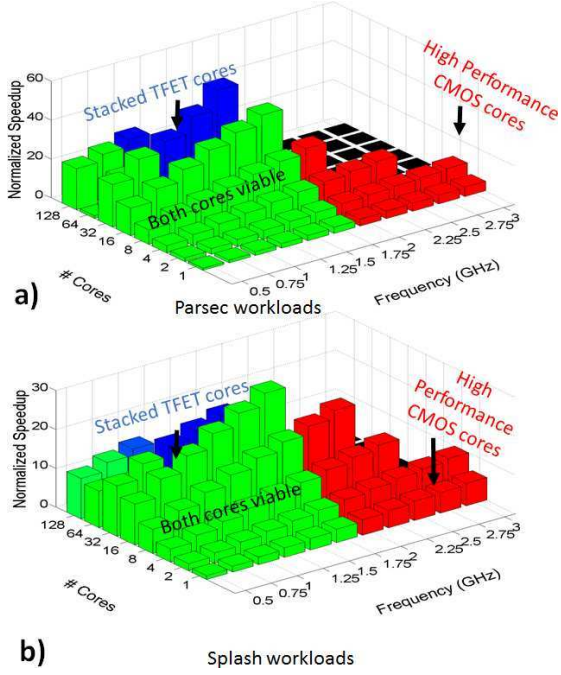 60
40
20
0
Normalized Speedup
Stacked TFET cores
High Performance
CMOS cores
Both cores viable
128
64
32
16
8
4
2
1
# Cores
0.5
0.75
1
1.25
1.5
1.75
2
2.25
2.5
2.75
3
Frequency (GHz)
a)
Parsec workloads
30
20
10
0
Normalized Speedup
Stacked TFET cores
High
Performance
CMOS cores
Both cores viable
128
64
32
16
8
4
2
1
# Cores
0.5
0.75
1
1.25
1.5
1.75
2
2.25
2.5
2.75
3
Frequency (GHz)
b)
Splash workloads